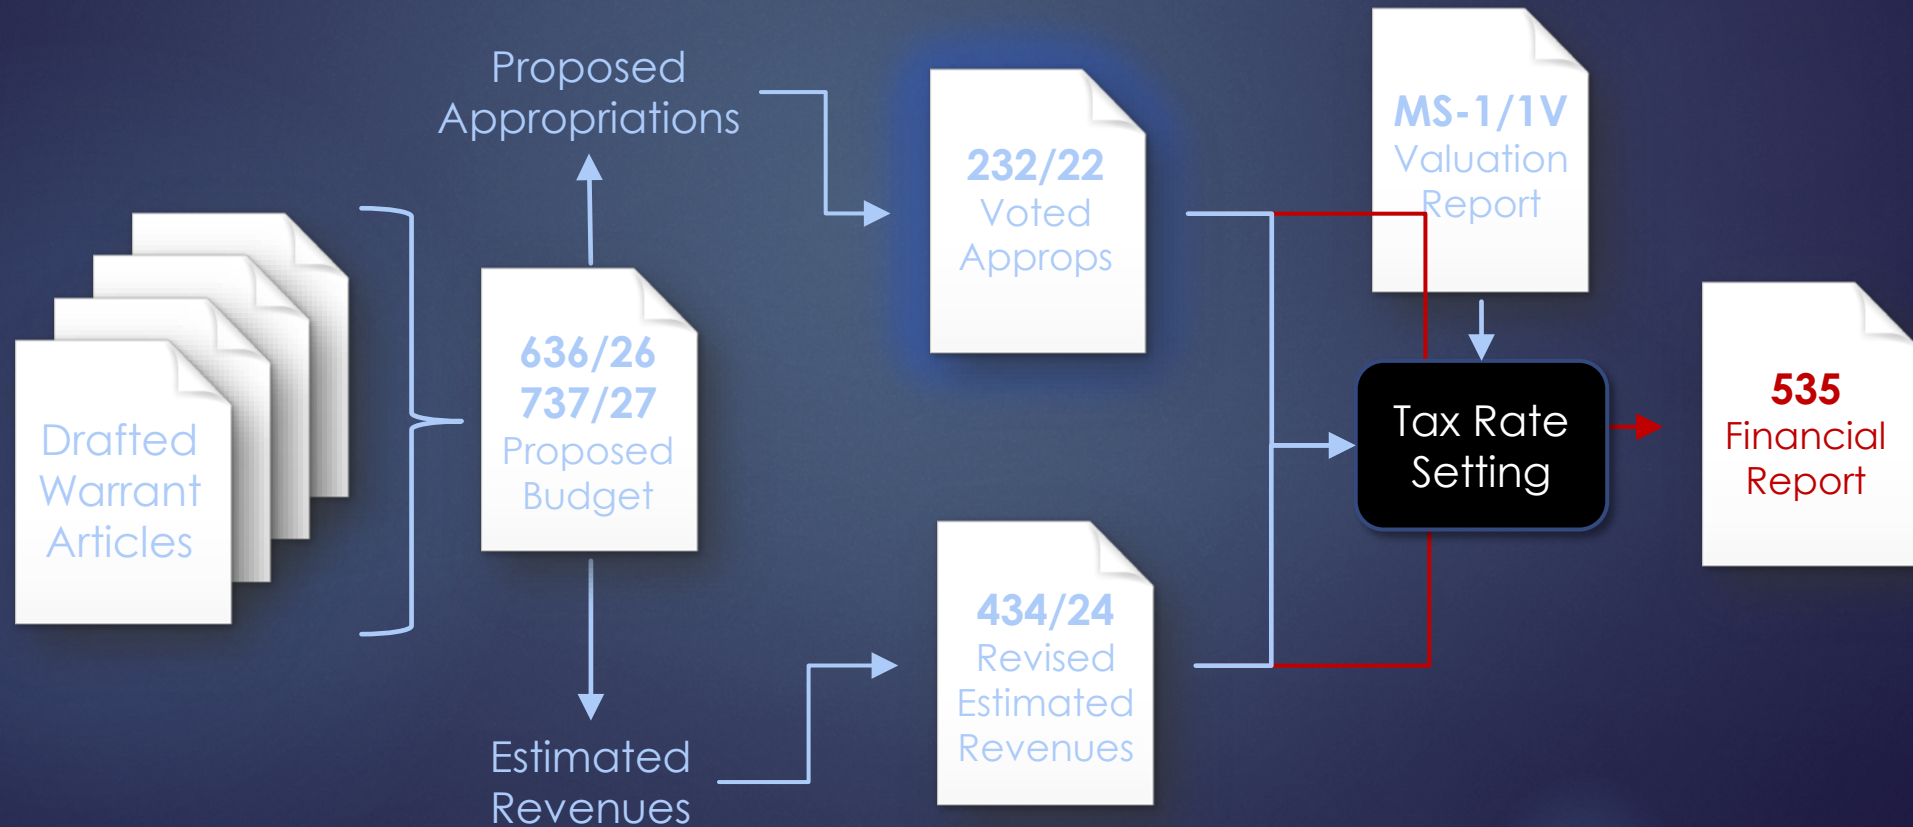 Drafted
Warrant
Articles
636/26
737/27
Proposed
Budget
Proposed
Appropriations
Estimated
Revenues
232/22
Voted
Approps
434/24
Revised
Estimated
Revenues
MS-1/1V
Valuation
Report
Tax Rate
Setting
535
Financial
Report